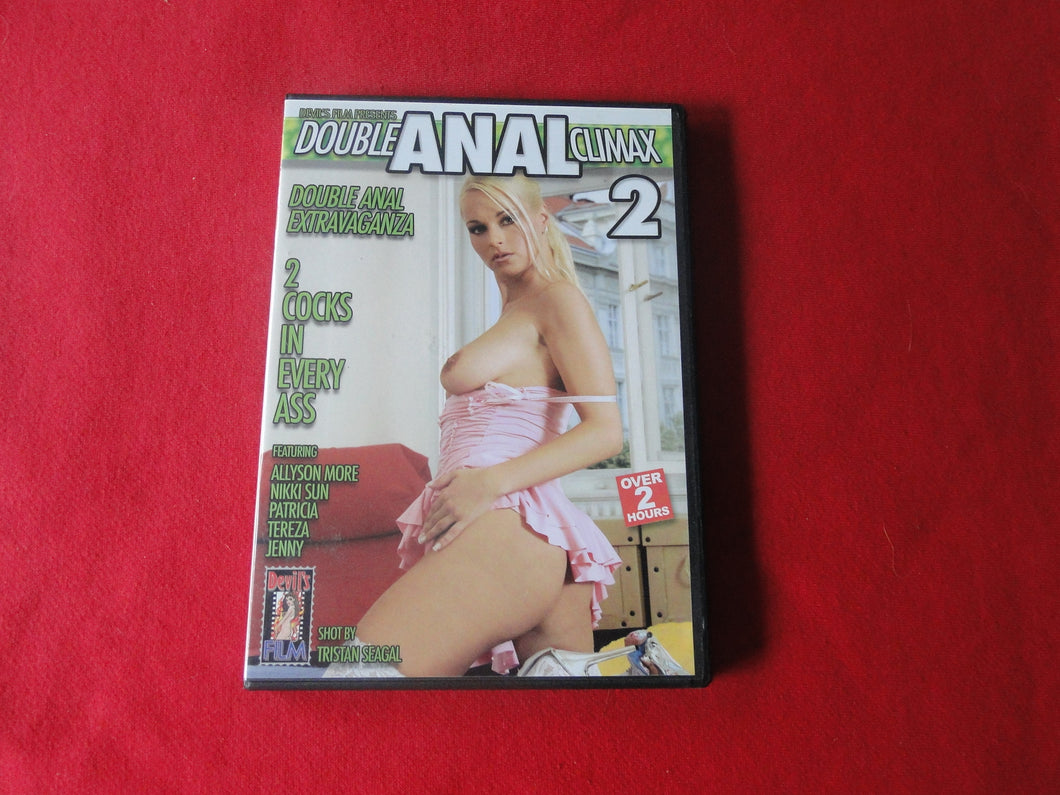 DEVIL'S FILM PRESENTS
DOUBLE ANAL CLIMAX
2
DOUBLE ANAL
EXTRAVAGANZA
2
COCKS
IN
EVERY
ASS
FEATURING
ALLYSON MORE
NIKKI SUN
PATRICIA
TEREZA
JENNY
OVER
2
HOURS
Devil's
FILM
SHOT BY
TRISTAN SEAGAL